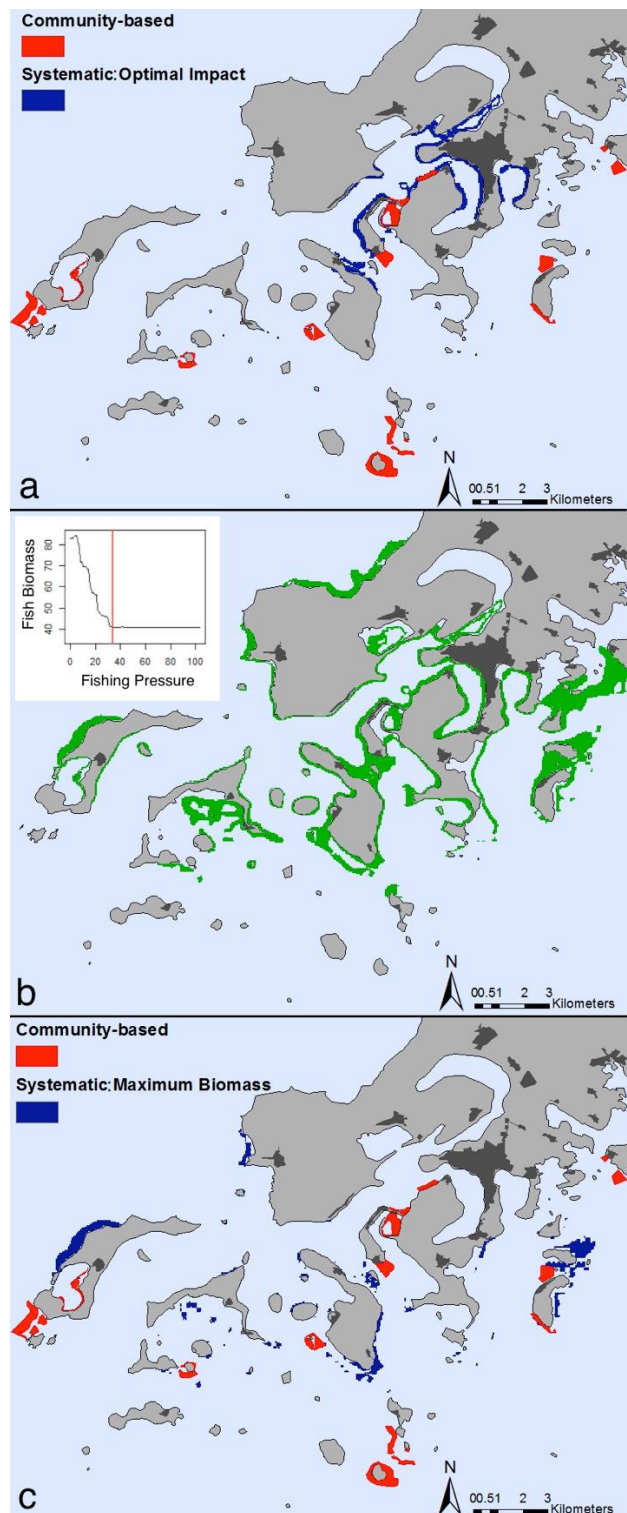 Community-based
Systematic:Optimal Impact
N
00.51 2 3
Kilometers
a
80
70
60
50
40
Fish Biomass
0 20 40 60 80 100
Fishing Pressure
N
00.51 2 3
Kilometers
b
Community-based
Systematic:Maximum Biomass
N
00.51 2 3
Kilometers
c